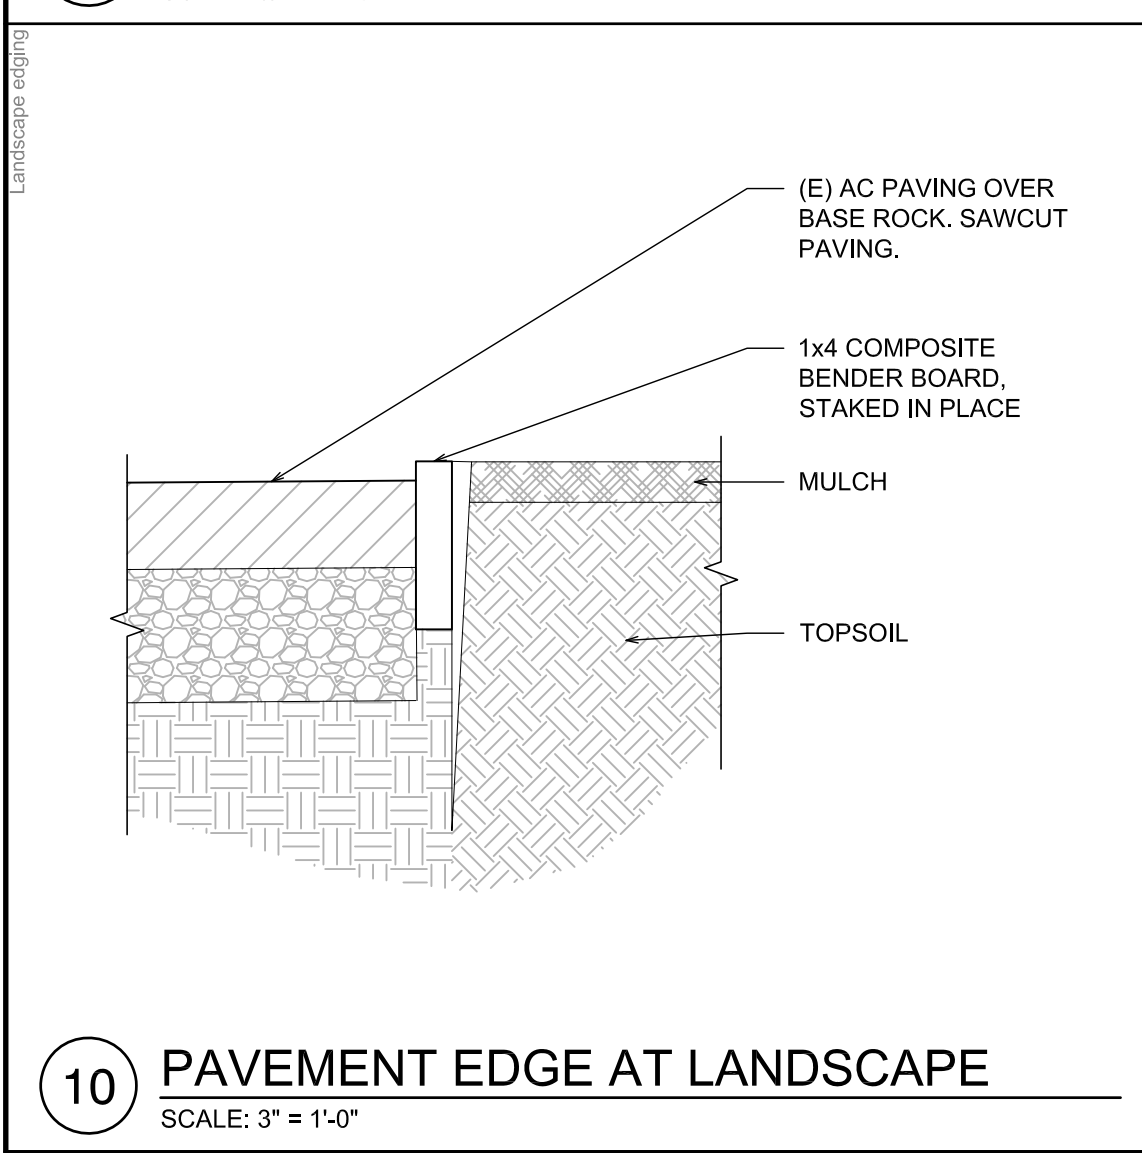 Landscape edging
(E) AC PAVING OVER
BASE ROCK. SAWCUT
PAVING.
1x4 COMPOSITE
BENDER BOARD,
STAKED IN PLACE
MULCH
TOPSOIL
10
PAVEMENT EDGE AT LANDSCAPE
SCALE: 3" = 1'-0"